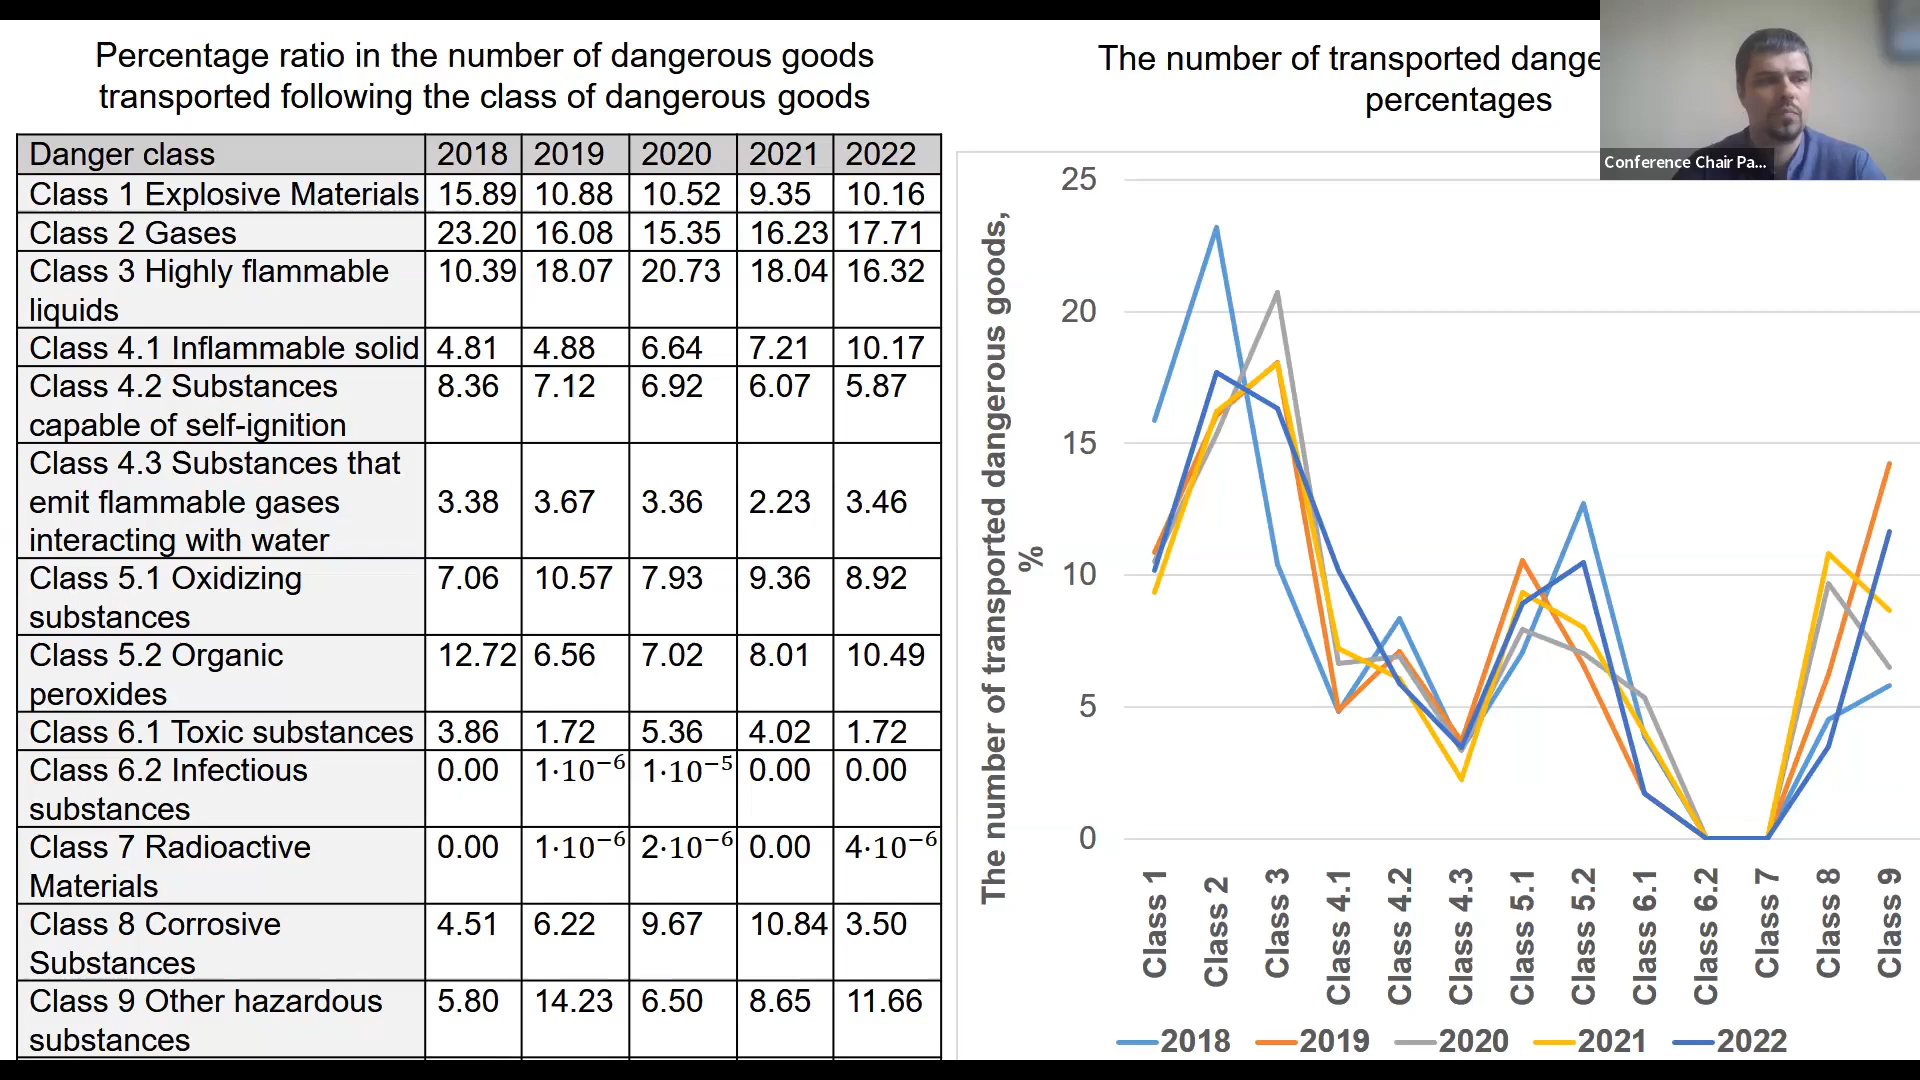 Percentage ratio in the number of dangerous goods
transported following the class of dangerous goods
Danger class 2018 2019 2020 2021 2022
Class 1 Explosive Materials 15.89 10.88 10.52 9.35 10.16
Class 2 Gases 23.20 16.08 15.35 16.23 17.71
Class 3 Highly flammable
liquids 10.39 18.07 20.73 18.04 16.32
Class 4.1 Inflammable solid 4.81 4.88 6.64 7.21 10.17
Class 4.2 Substances
capable of self-ignition 8.36 7.12 6.92 6.07 5.87
Class 4.3 Substances that
emit flammable gases
interacting with water 3.38 3.67 3.36 2.23 3.46
Class 5.1 Oxidizing
substances 7.06 10.57 7.93 9.36 8.92
Class 5.2 Organic
peroxides 12.72 6.56 7.02 8.01 10.49
Class 6.1 Toxic substances 3.86 1.72 5.36 4.02 1.72
Class 6.2 Infectious
substances 0.00 1·10⁻⁶ 1·10⁻⁵ 0.00 0.00
Class 7 Radioactive
Materials 0.00 1·10⁻⁶ 2·10⁻⁶ 0.00 4·10⁻⁶
Class 8 Corrosive
Substances 4.51 6.22 9.67 10.84 3.50
Class 9 Other hazardous
substances 5.80 14.23 6.50 8.65 11.66
The number of transported
percentages
Conference Chair Pa...
The number of transported dangerous goods,
%
25
20
15
10
5
0
Class 1
Class 2
Class 3
Class 4.1
Class 4.2
Class 4.3
Class 5.1
Class 5.2
Class 6.1
Class 6.2
Class 7
Class 8
Class 9
2018 2019 2020 2021 2022